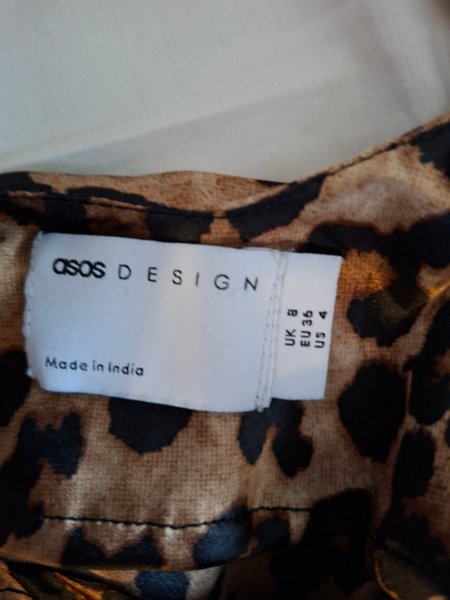 asos DESIGN
Made in India
UK 8
EU 36
US 4